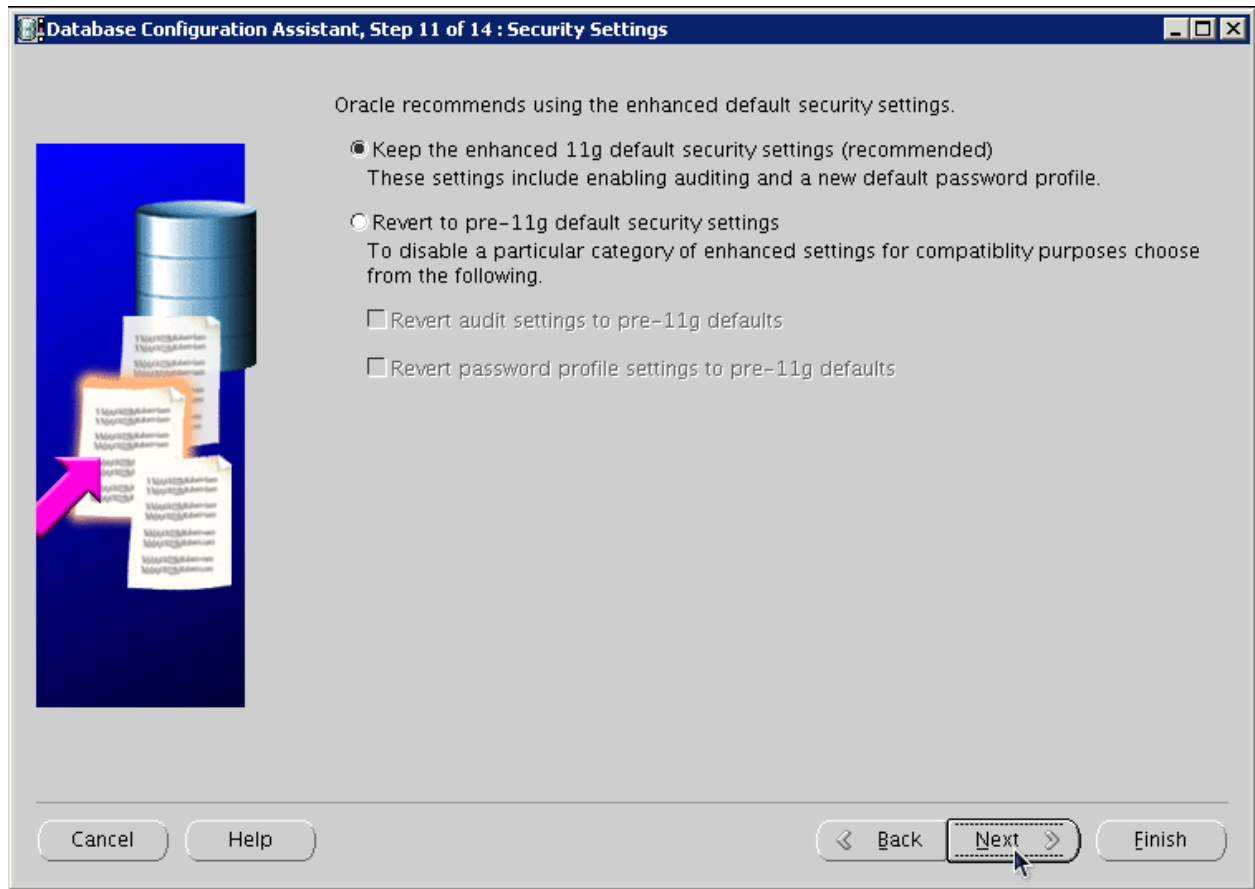 Database Configuration Assistant, Step 11 of 14 : Security Settings
Oracle recommends using the enhanced default security settings.
Keep the enhanced 11g default security settings (recommended)
These settings include enabling auditing and a new default password profile.
Revert to pre-11g default security settings
To disable a particular category of enhanced settings for compatiblity purposes choose
from the following.
Revert audit settings to pre-11g defaults
Revert password profile settings to pre-11g defaults
Cancel Help Back Next Finish